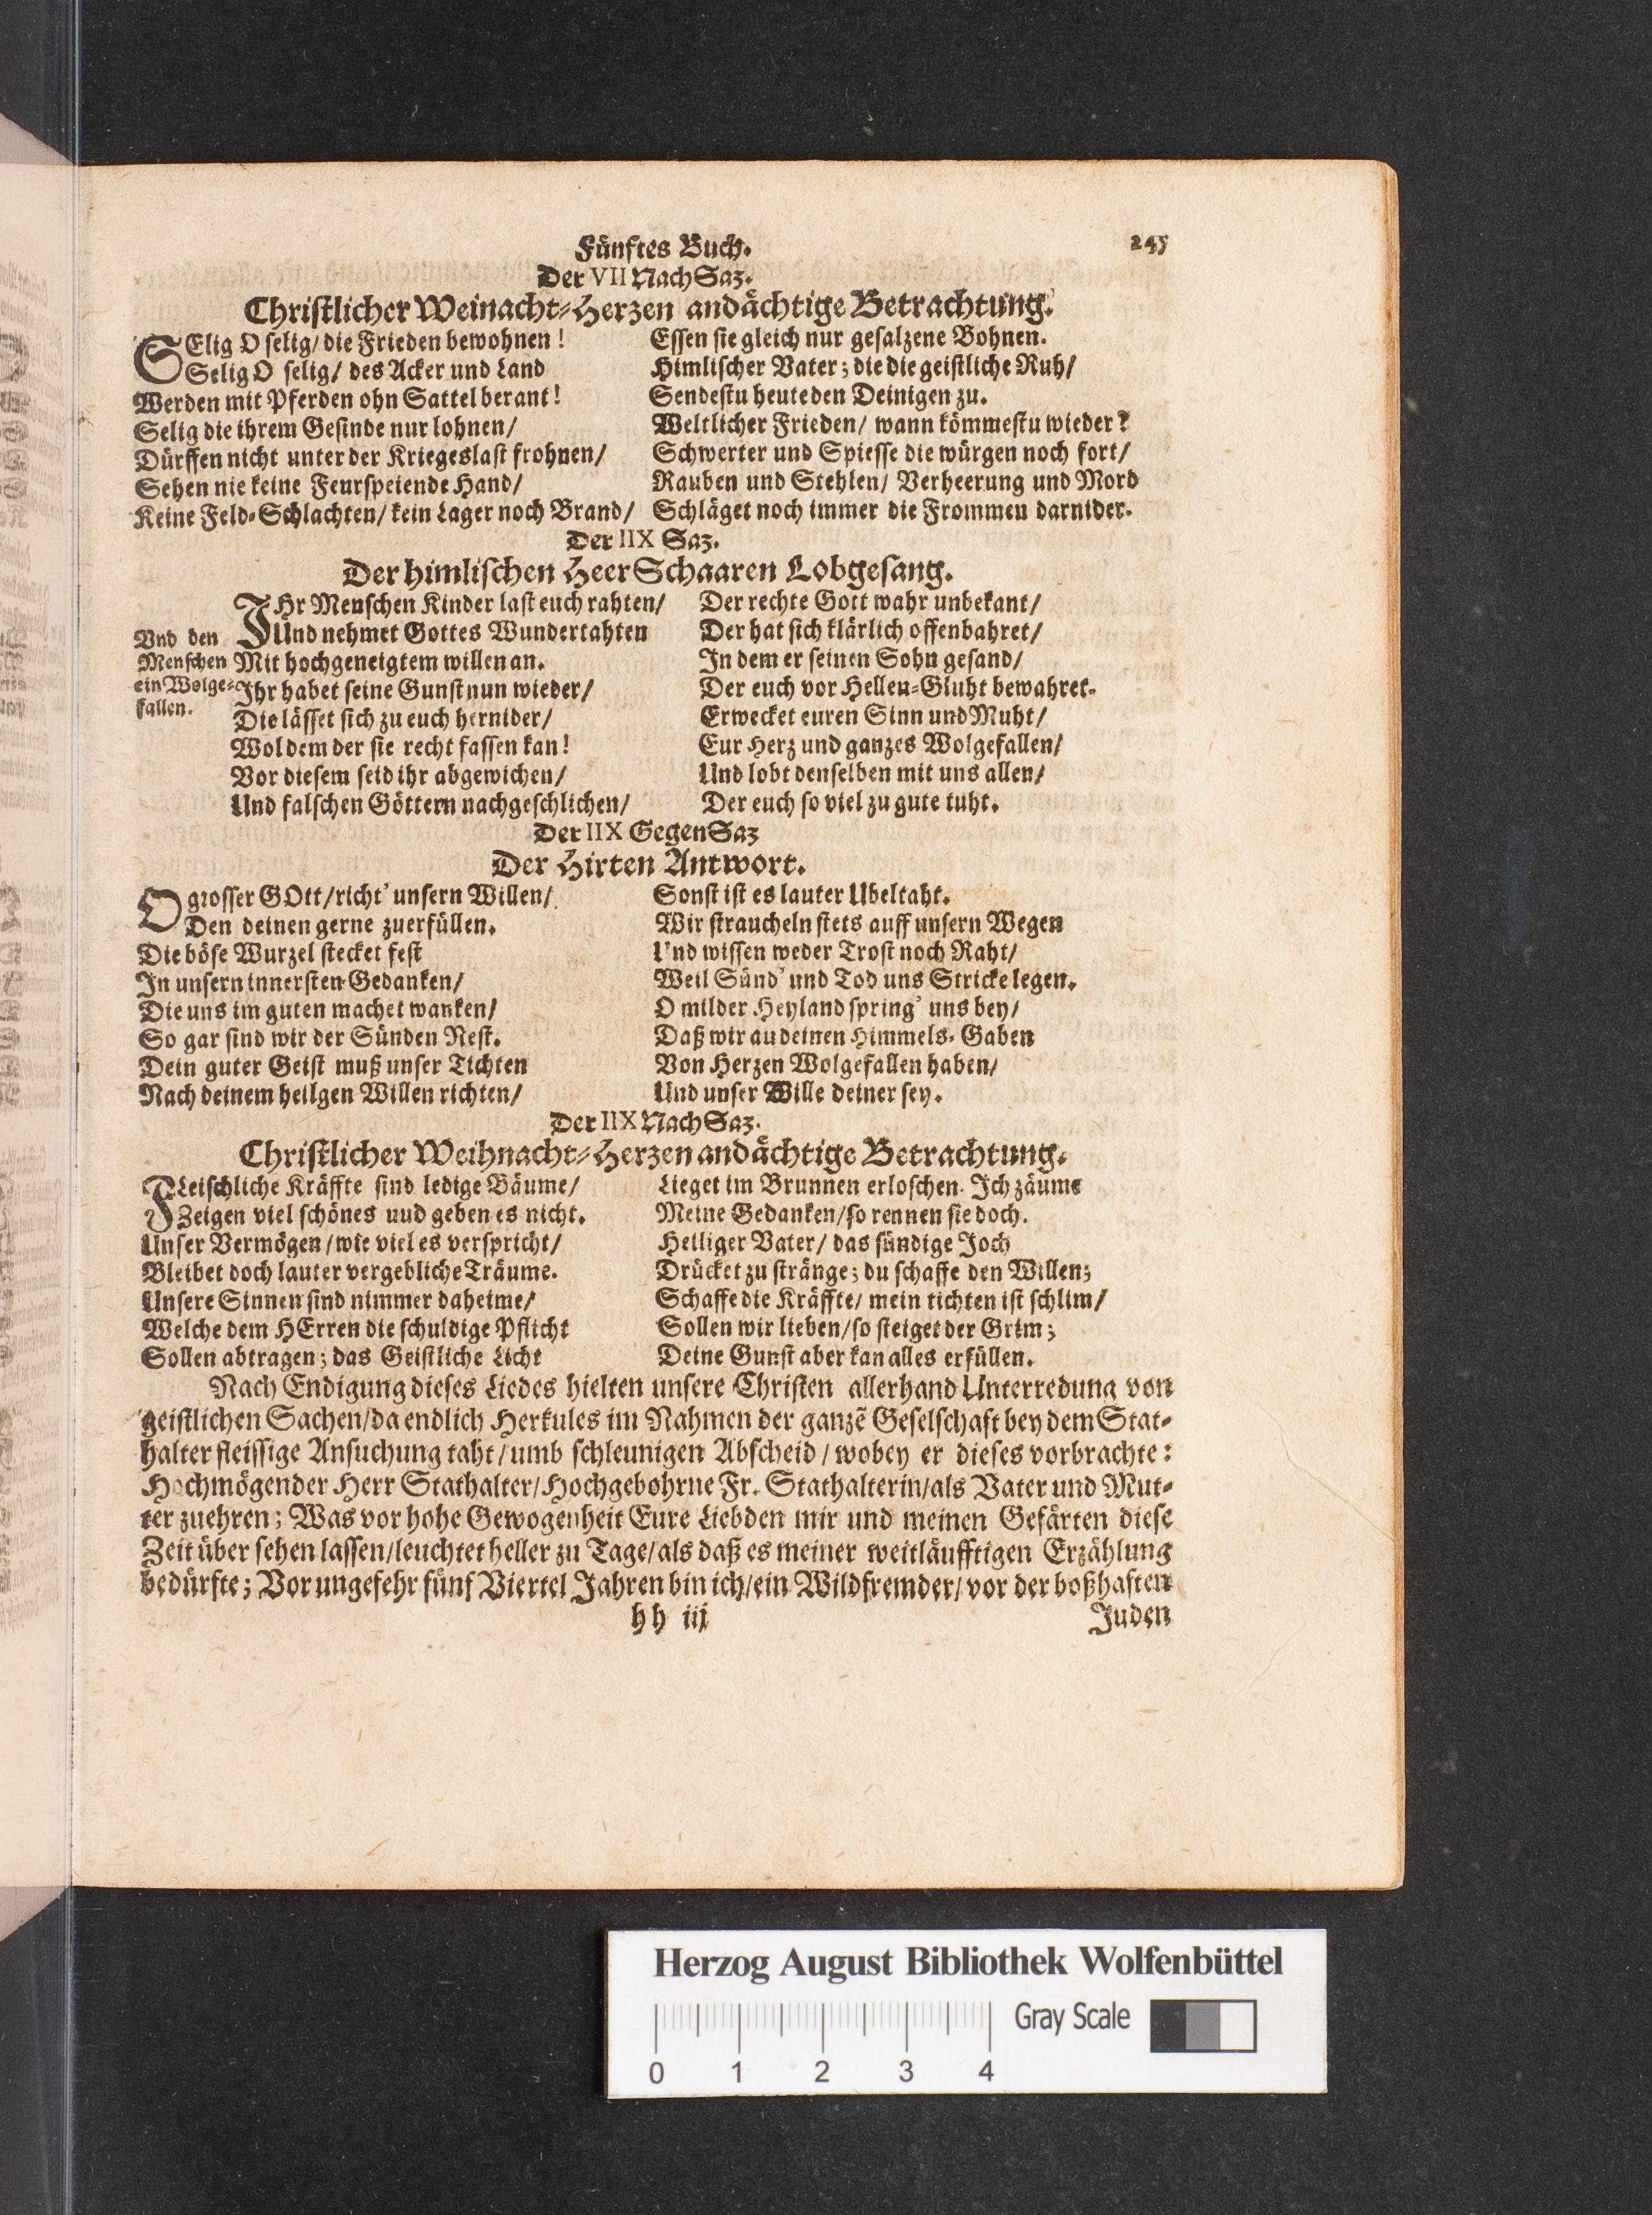 Fünftes Buch.
245
Der VII NachSaz.
Christlicher Weinacht-Herzen andächtige Betrachtung.
SElig O selig/ die Frieden bewohnen!
Selig O selig/ des Acker und Land
Werden mit Pferden ohn Sattel berant!
Selig die ihrem Gesinde nur lohnen/
Dürffen nicht unter der Kriegeslast frohnen/
Sehen nie keine Feurspeiende Hand/
Keine Feld-Schlachten/ kein Lager noch Brand/
Essen sie gleich nur gesalzene Bohnen.
Himlischer Vater; die die geistliche Ruh/
Sendestu heute den Deinigen zu.
Weltlicher Frieden/ wann kömmestu wieder?
Schwerter und Spiesse die würgen noch fort/
Rauben und Stehlen/ Verheerung und Mord
Schläget noch immer die Frommen darnider.
Der IIX Saz.
Der himlischen HeerSchaaren Lobgesang.
Vnd den
Menschen
ein Wolge-
fallen.
IHr Menschen Kinder last euch rahten/
Und nehmet Gottes Wundertahten
Mit hochgeneigtem willen an.
Ihr habet seine Gunst nun wieder/
Die lässet sich zu euch hernider/
Wol dem der sie recht fassen kan!
Vor diesem seid ihr abgewichen/
Und falschen Göttern nachgeschlichen/
Der rechte Gott wahr unbekant/
Der hat sich klärlich offenbahret/
In dem er seinen Sohn gesand/
Der euch vor Hellen-Gluht bewahret.
Erwecket euren Sinn und Muht/
Eur Herz und ganzes Wolgefallen/
Und lobt denselben mit uns allen/
Der euch so viel zu gute tuht.
Der IIX GegenSaz
Der Hirten Antwort.
O grosser GOtt/ richt' unsern Willen/
Den deinen gerne zuerfüllen.
Die böse Wurzel stecket fest
In unsern innersten Gedanken/
Die uns im guten machet wanken/
So gar sind wir der Sünden Nest.
Dein guter Geist muß unser Tichten
Nach deinem heilgen Willen richten/
Sonst ist es lauter Ubeltaht.
Wir straucheln stets auff unsern Wegen
Und wissen weder Trost noch Raht/
Weil Sünd' und Tod uns Stricke legen.
O milder Heyland spring' uns bey/
Daß wir an deinen Himmels-Gaben
Von Herzen Wolgefallen haben/
Und unser Wille deiner sey.
Der IIX NachSaz.
Christlicher Weihnacht-Herzen andächtige Betrachtung.
FLeischliche Kräffte sind ledige Bäume/
Zeigen viel schönes uud geben es nicht.
Unser Vermögen/ wie viel es verspricht/
Bleibet doch lauter vergebliche Träume.
Unsere Sinnen sind nimmer daheime/
Welche dem HErren die schuldige Pflicht
Sollen abtragen; das Geistliche Licht
Lieget im Brunnen erloschen. Ich zäume
Meine Gedanken/ so rennen sie doch.
Heiliger Vater/ das sündige Joch
Drücket zu stränge; du schaffe den Willen;
Schaffe die Kräffte/ mein tichten ist schlim/
Sollen wir lieben/ so steiget der Grim;
Deine Gunst aber kan alles erfüllen.
Nach Endigung dieses Liedes hielten unsere Christen allerhand Unterredung von
geistlichen Sachen/ da endlich Herkules im Nahmen der ganzē Geselschaft bey dem Stat-
halter fleissige Ansuchung taht/ umb schleunigen Abscheid/ wobey er dieses vorbrachte:
Hochmögender Herr Stathalter/ Hochgebohrne Fr. Stathalterin/ als Vater und Mut-
ter zuehren; Was vor hohe Gewogenheit Eure Liebden mir und meinen Gefärten diese
Zeit über sehen lassen/ leuchtet heller zu Tage/ als daß es meiner weitläufftigen Erzählung
bedürfte; Vor ungefehr fünf Viertel Jahren bin ich/ ein Wildfremder/ vor der boßhaften
hh iij
Juden
Herzog August Bibliothek Wolfenbüttel
Gray Scale
0 1 2 3 4